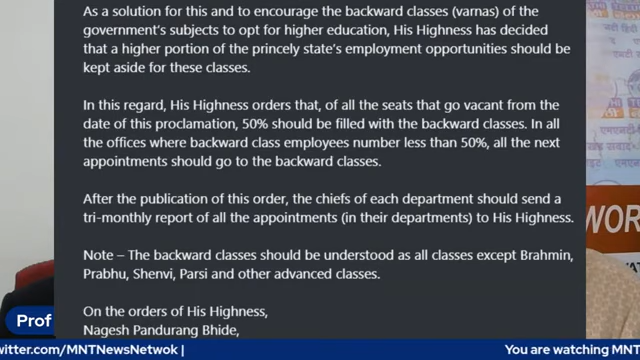 As a solution for this and to encourage the backward classes (varnas) of the
government's subjects to opt for higher education, His Highness has decided
that a higher portion of the princely state's employment opportunities should be
kept aside for these classes.
In this regard, His Highness orders that, of all the seats that go vacant from the
date of this proclamation, 50% should be filled with the backward classes. In all
the offices where backward class employees number less than 50%, all the next
appointments should go to the backward classes.
After the publication of this order, the chiefs of each department should send a
tri-monthly report of all the appointments (in their departments) to His Highness.
Note – The backward classes should be understood as all classes except Brahmin,
Prabhu, Shenvi, Parsi and other advanced classes.
On the orders of His Highness,
Nagesh Pandurang Bhide,
WOR
Prof
witter.com/MNTNewsNetwok |
You are watching MNT